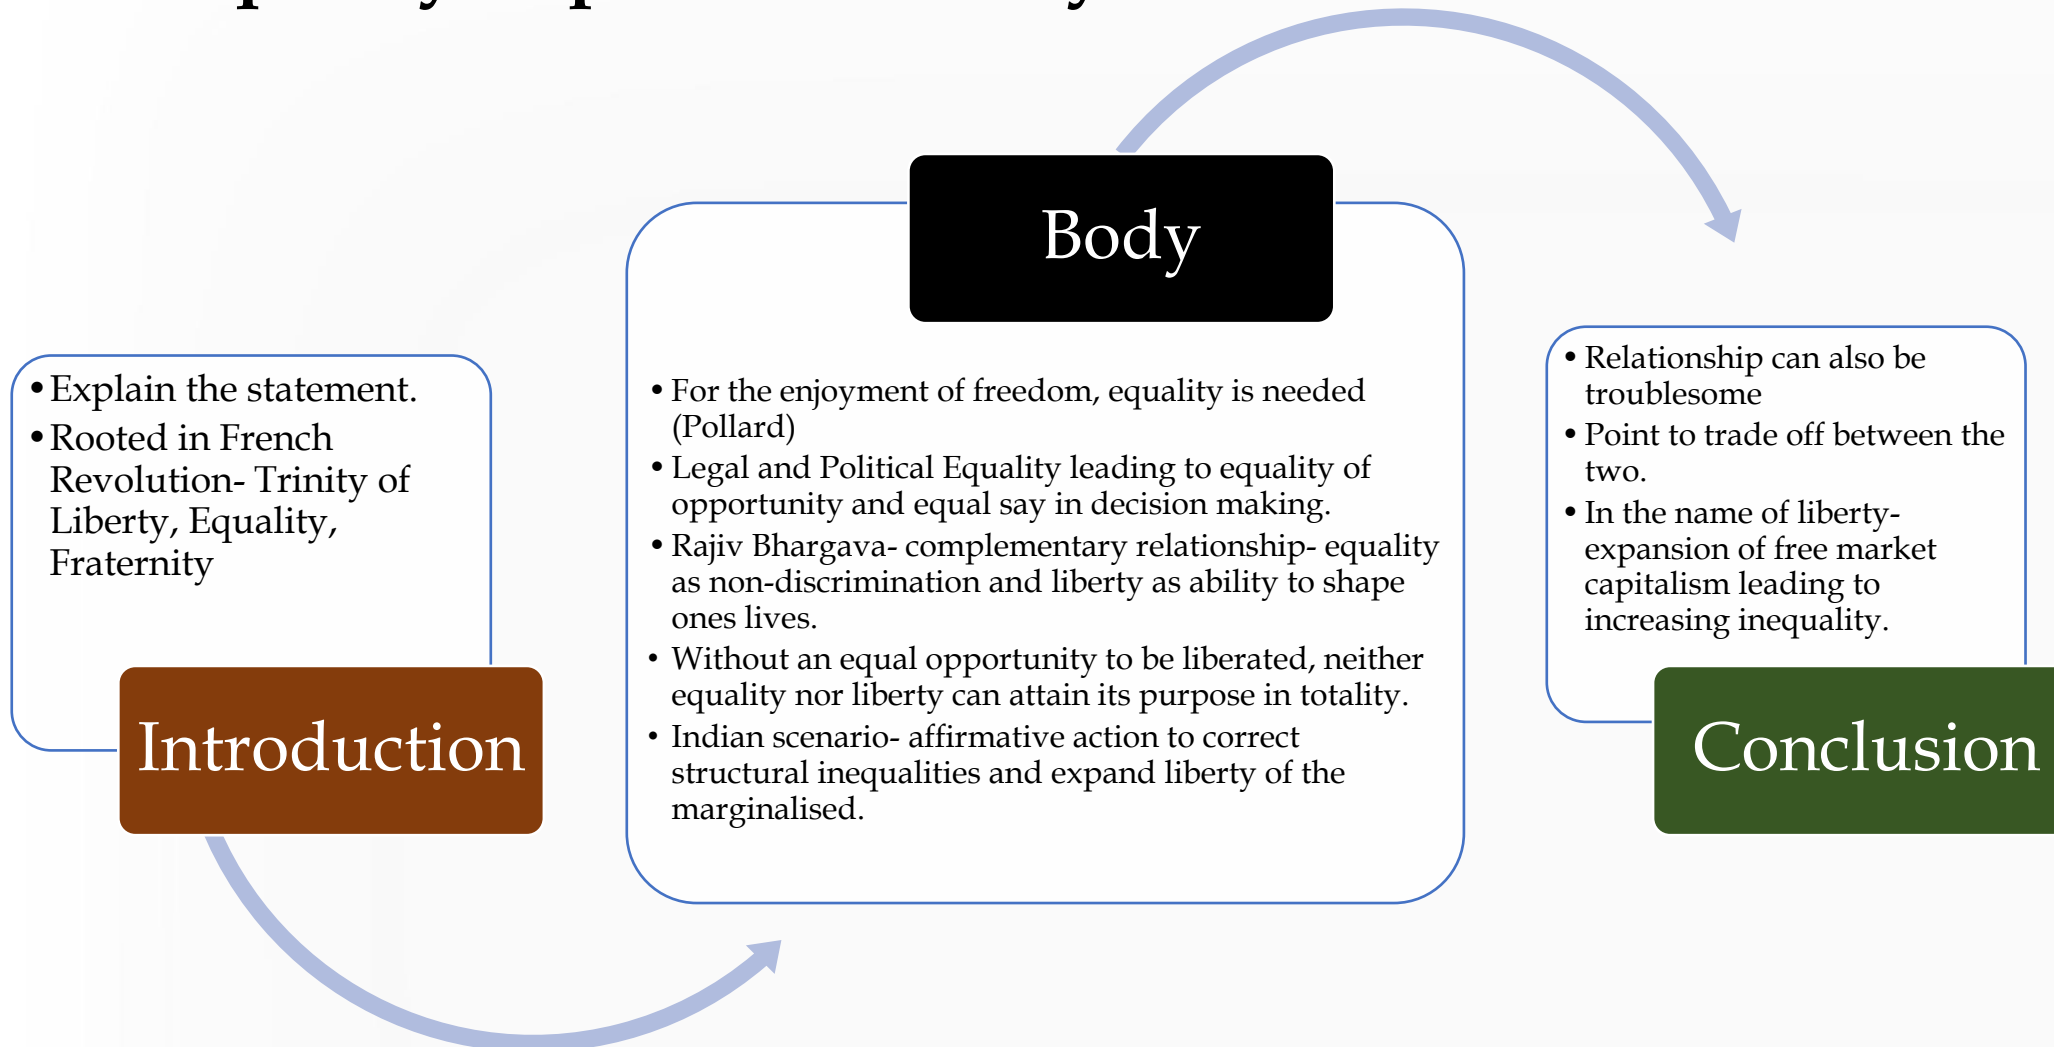 Introduction
• Explain the statement.
• Rooted in French
Revolution- Trinity of
Liberty, Equality,
Fraternity
Body
• For the enjoyment of freedom, equality is needed
(Pollard)
• Legal and Political Equality leading to equality of
opportunity and equal say in decision making.
• Rajiv Bhargava- complementary relationship- equality
as non-discrimination and liberty as ability to shape
ones lives.
• Without an equal opportunity to be liberated, neither
equality nor liberty can attain its purpose in totality.
• Indian scenario- affirmative action to correct
structural inequalities and expand liberty of the
marginalised.
Conclusion
• Relationship can also be
troublesome
• Point to trade off between the
two.
• In the name of liberty-
expansion of free market
capitalism leading to
increasing inequality.